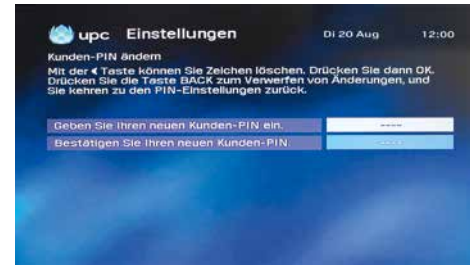 upc Einstellungen Di 20 Aug 12:00
Kunden-PIN ändern
Mit der ◀ Taste können Sie Zeichen löschen. Drücken Sie dann OK.
Drücken Sie die Taste BACK zum Verwerfen von Änderungen, und
Sie kehren zu den PIN-Einstellungen zurück.
Geben Sie Ihren neuen Kunden-PIN ein. ----
Bestätigen Sie Ihren neuen Kunden-PIN. ----